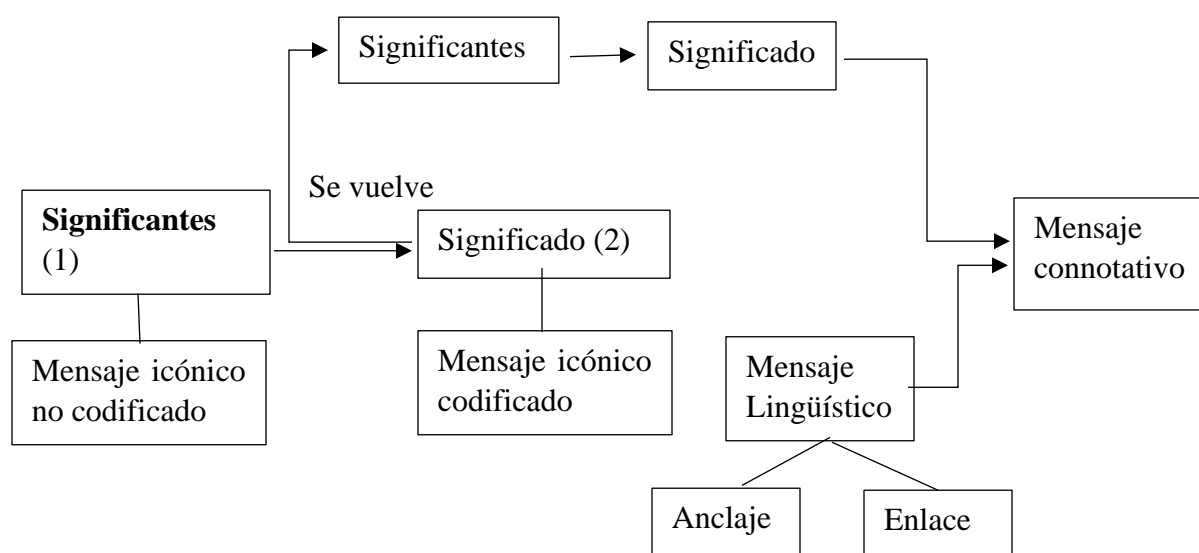 Significantes
Significado
Se vuelve
Significantes
(1)
Significado (2)
Mensaje
connotativo
Mensaje icónico
no codificado
Mensaje icónico
codificado
Mensaje
Lingüístico
Anclaje
Enlace